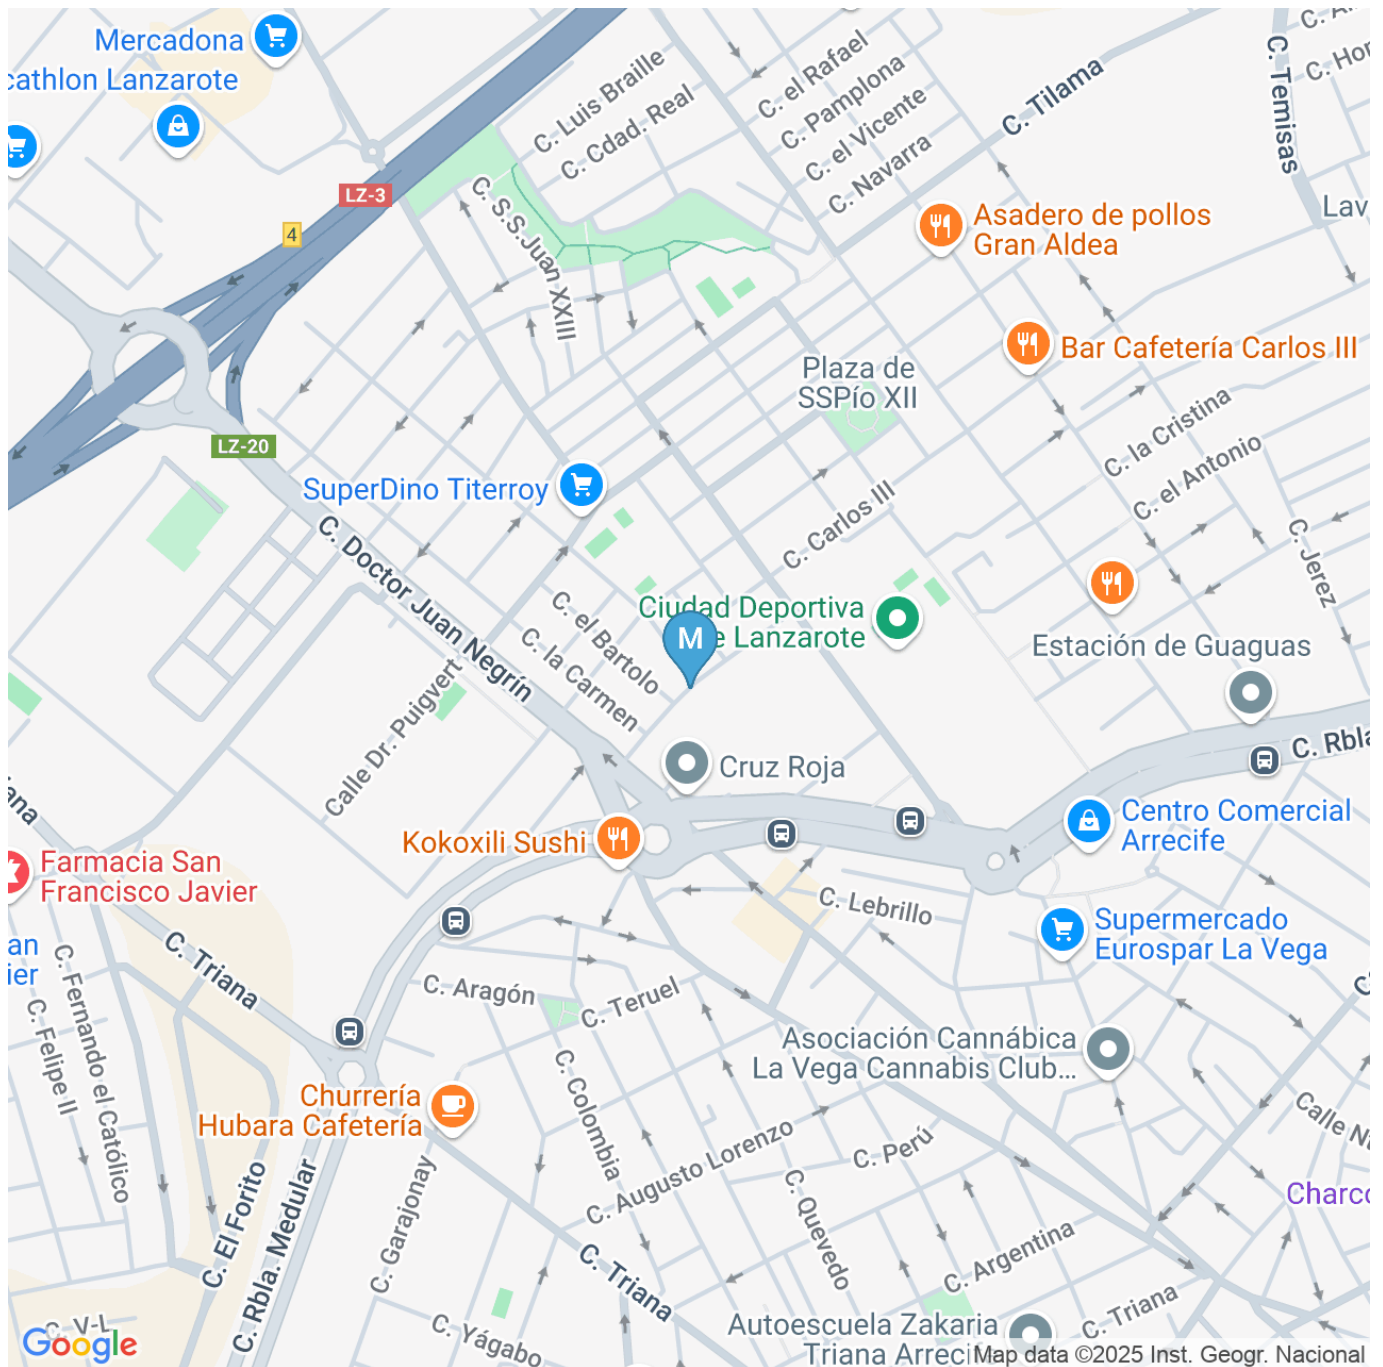 Mercadona
cathlon Lanzarote
C. Luis Braille
C. Cdad. Real
C. el Rafael
C. Pamplona
C. el Vicente
C. Navarra
C. Tilama
C. Temisas
LZ-3
4
C. S.S.Juan XXIII
Asadero de pollos
Gran Aldea
Lav
Bar Cafetería Carlos III
Plaza de
SSPío XII
LZ-20
C. la Cristina
C. el Antonio
SuperDino Titerroy
C. Carlos III
C. Jerez
C. Doctor Juan Negrín
C. el Bartolo
C. la Carmen
Ciudad Deportiva
e Lanzarote
M
Estación de Guaguas
Calle Dr. Puigvert
Cruz Roja
C. Rbla
Centro Comercial
Arrecife
Kokoxili Sushi
iana
Farmacia San
Francisco Javier
C. Lebrillo
Supermercado
Eurospar La Vega
an
ier
C. Triana
C. Fernando el Católico
C. Felipe II
C. Aragón
C. Teruel
Asociación Cannábica
La Vega Cannabis Club...
Churrería
Hubara Cafetería
C. Colombia
C. Augusto Lorenzo
C. Perú
Calle N
C. Quevedo
Charco
C. El Forito
C. Rbla. Medular
C. Garajonay
C. Triana
C. Argentina
C. Triana
C. V-L
C. Yágabo
Autoescuela Zakaria
Triana Arreci
Google
Map data ©2025 Inst. Geogr. Nacional